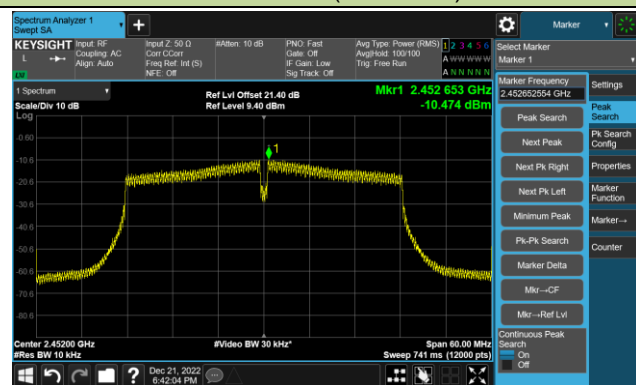 Spectrum Analyzer 1
Swept SA
Marker
KEYSIGHT
L
LW
Input: RF
Coupling: AC
Align: Auto
Input Z: 50 Ω
Corr CCorr
Freq Ref: Int (S)
NFE: Off
#Atten: 10 dB
PNO: Fast
Gate: Off
IF Gain: Low
Sig Track: Off
Avg Type: Power (RMS)
Avg|Hold: 100/100
Trig: Free Run
1 2 3 4 5 6
A W W W W W
A N N N N N
Select Marker
Marker 1
1 Spectrum
Scale/Div 10 dB
Log
Ref Lvl Offset 21.40 dB
Ref Level 9.40 dBm
Mkr1 2.452 653 GHz
-10.474 dBm
1
-0.60
-10.6
-20.6
-30.6
-40.6
-50.6
-60.6
-70.6
-80.6
Center 2.45200 GHz
#Res BW 10 kHz
#Video BW 30 kHz*
Span 60.00 MHz
Sweep 741 ms (12000 pts)
Marker Frequency
2.452652554 GHz
Peak Search
Next Peak
Next Pk Right
Next Pk Left
Minimum Peak
Pk-Pk Search
Marker Delta
Mkr→CF
Mkr→Ref Lvl
Continuous Peak
Search
On
Off
Settings
Peak
Search
Pk Search
Config
Properties
Marker
Function
Marker→
Counter
Dec 21, 2022
6:42:04 PM